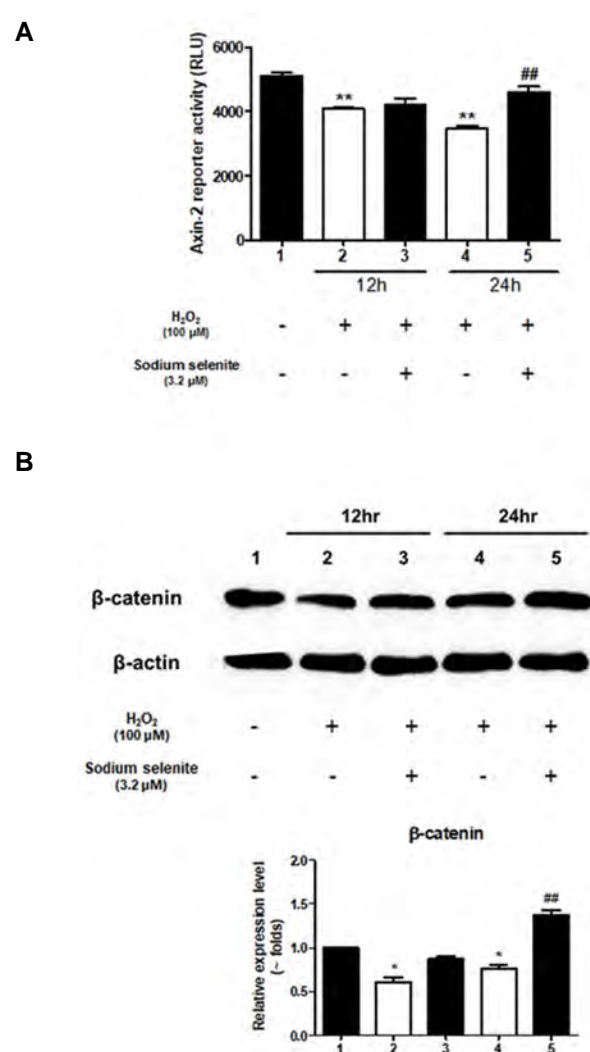 A
Axin-2 reporter activity (RLU)
6000
4000
2000
0
**
**
##
1 2 3 4 5
12h 24h
H₂O₂ - + + + +
(100 µM)
Sodium selenite - - + - +
(3.2 µM)
B
12hr 24hr
1 2 3 4 5
β-catenin
β-actin
H₂O₂ - + + + +
(100 µM)
Sodium selenite - - + - +
(3.2 µM)
β-catenin
Relative expression level
(~ folds)
2.0
1.5
1.0
0.5
0.0
*
*
##
1 2 3 4 5